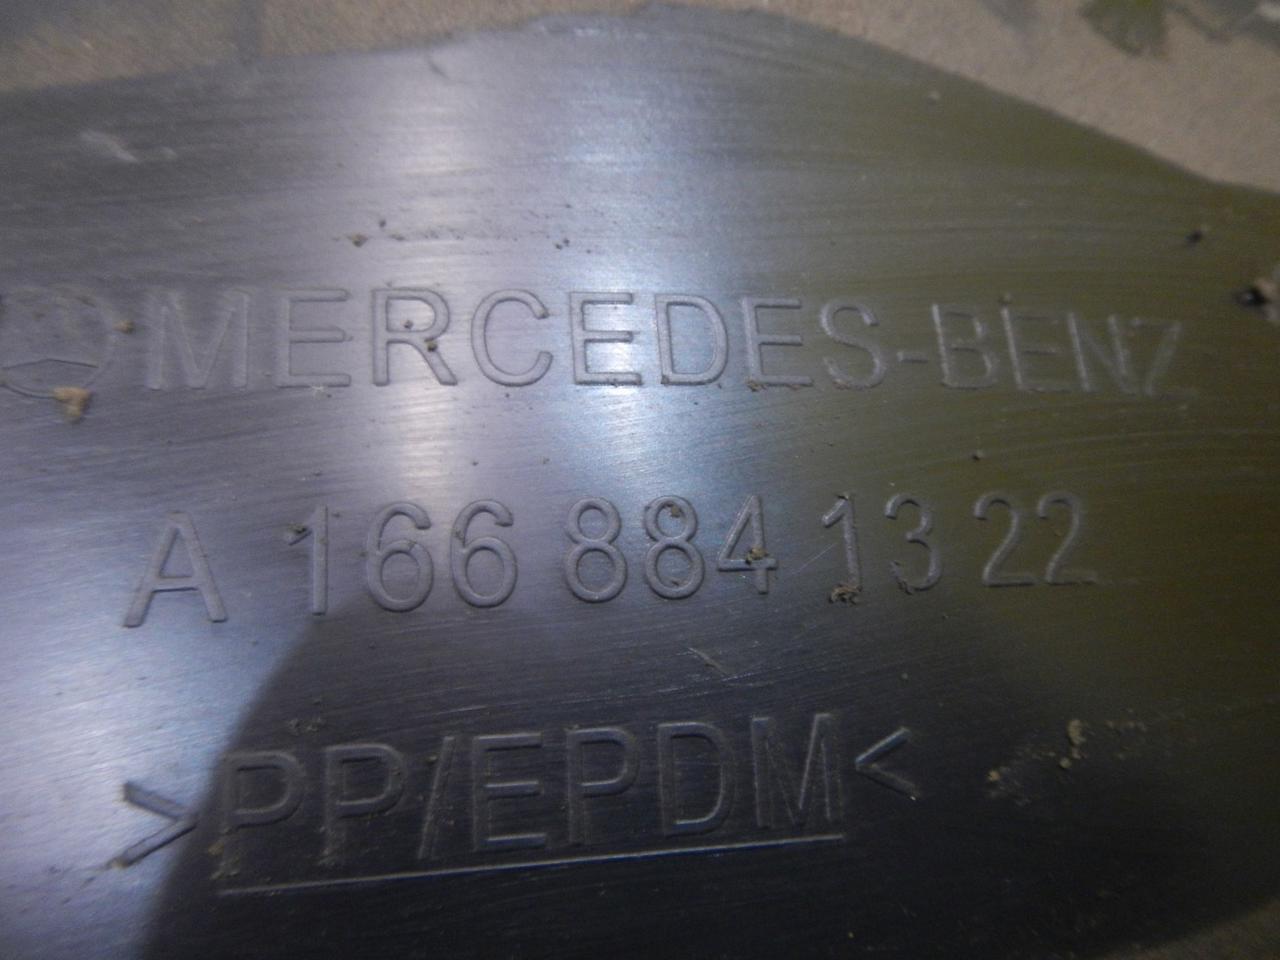 MERCEDES-BENZ
A 166 884 13 22
>PP/EPDM<